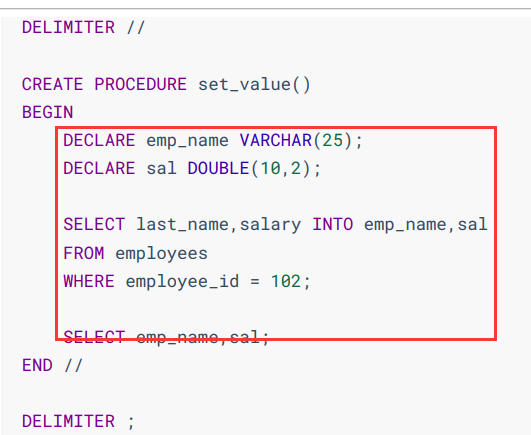 DELIMITER //
CREATE PROCEDURE set_value()
BEGIN
DECLARE emp_name VARCHAR(25);
DECLARE sal DOUBLE(10,2);
SELECT last_name,salary INTO emp_name,sal
FROM employees
WHERE employee_id = 102;
SELECT emp_name,sal;
END //
DELIMITER ;